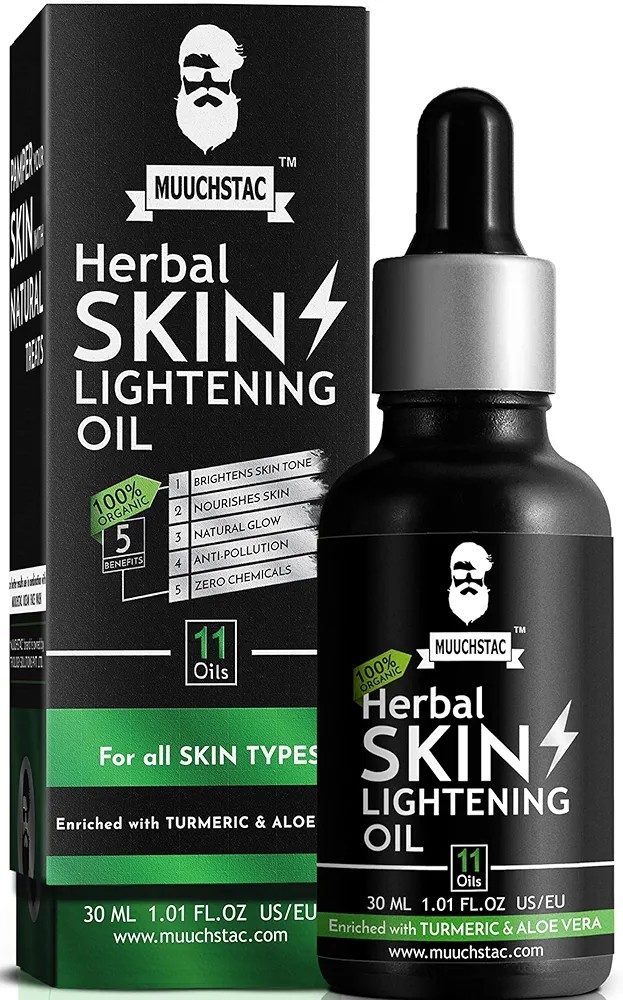 MUUCHSTAC
TM
Herbal
SKIN
LIGHTENING
OIL
100%
ORGANIC
5
BENEFITS
1 BRIGHTENS SKIN TONE
2 NOURISHES SKIN
3 NATURAL GLOW
4 ANTI-POLLUTION
5 ZERO CHEMICALS
11
Oils
For all SKIN TYPES
Enriched with TURMERIC & ALOE
30 ML 1.01 FL.OZ US/EU
www.muuchstac.com
PAMPER YOUR
SKIN WITH
NATURAL
TREATS
MUUCHSTAC
TM
100%
ORGANIC
Herbal
SKIN
LIGHTENING
OIL
11
Oils
30 ML 1.01 FL.OZ US/EU
Enriched with TURMERIC & ALOE VERA
www.muuchstac.com